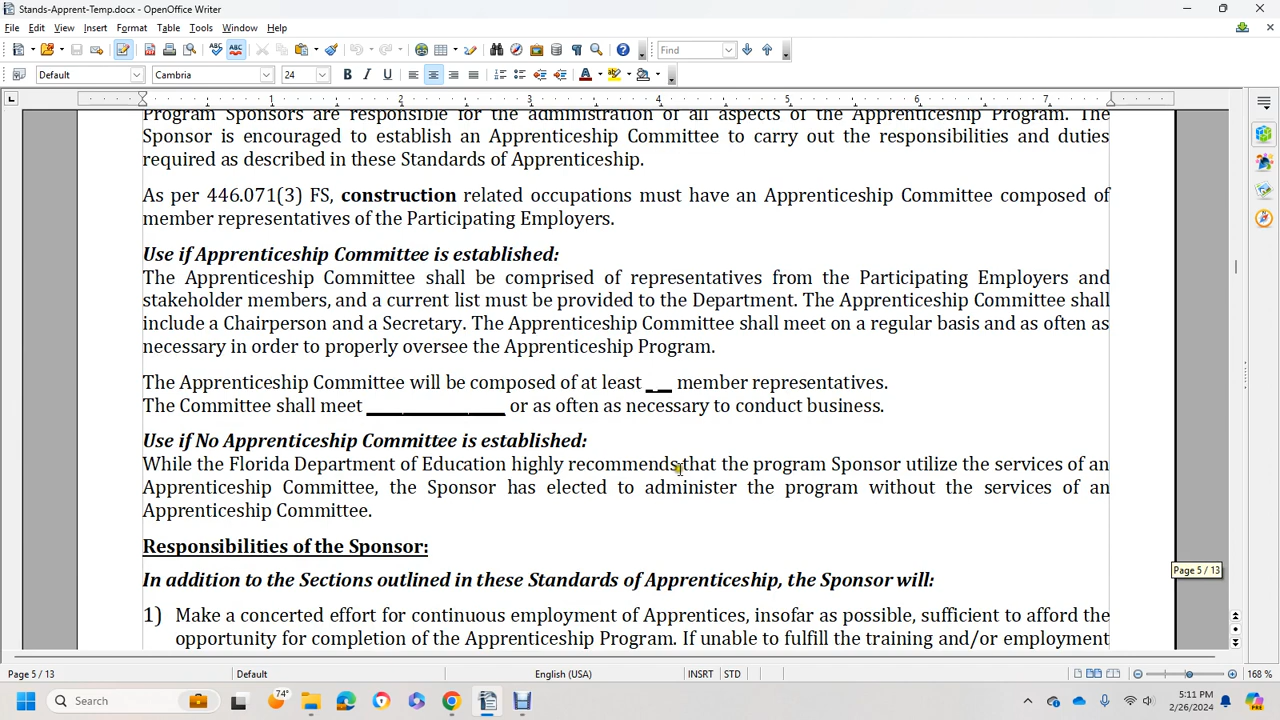 Stands-Apprent-Temp.docx - OpenOffice Writer
File Edit View Insert Format Table Tools Window Help
Find
Default Cambria 24
1 2 3 4 5 6 7
Program Sponsors are responsible for the administration of all aspects of the Apprenticeship Program. The
Sponsor is encouraged to establish an Apprenticeship Committee to carry out the responsibilities and duties
required as described in these Standards of Apprenticeship.
As per 446.071(3) FS, construction related occupations must have an Apprenticeship Committee composed of
member representatives of the Participating Employers.
Use if Apprenticeship Committee is established:
The Apprenticeship Committee shall be comprised of representatives from the Participating Employers and
stakeholder members, and a current list must be provided to the Department. The Apprenticeship Committee shall
include a Chairperson and a Secretary. The Apprenticeship Committee shall meet on a regular basis and as often as
necessary in order to properly oversee the Apprenticeship Program.
The Apprenticeship Committee will be composed of at least _ _ member representatives.
The Committee shall meet _______________ or as often as necessary to conduct business.
Use if No Apprenticeship Committee is established:
While the Florida Department of Education highly recommends that the program Sponsor utilize the services of an
Apprenticeship Committee, the Sponsor has elected to administer the program without the services of an
Apprenticeship Committee.
Responsibilities of the Sponsor:
Page 5 / 13
In addition to the Sections outlined in these Standards of Apprenticeship, the Sponsor will:
1) Make a concerted effort for continuous employment of Apprentices, insofar as possible, sufficient to afford the
opportunity for completion of the Apprenticeship Program. If unable to fulfill the training and/or employment
Page 5 / 13 Default English (USA) INSRT STD 168 %
Search 74° 5:11 PM
2/26/2024